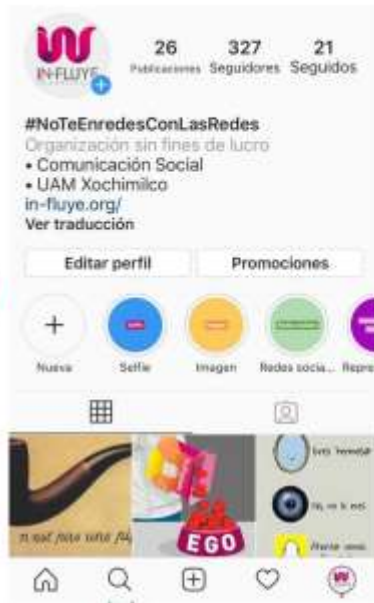 IN-FLUYE
26 327 21
Publicaciones Seguidores Seguidos
#NoTeEnredesConLasRedes
Organización sin fines de lucro
• Comunicación Social
• UAM Xochimilco
in-fluye.org/
Ver traducción
Editar perfil Promociones
Nueva Selfie Imagen Redes socia... Repre
EGO